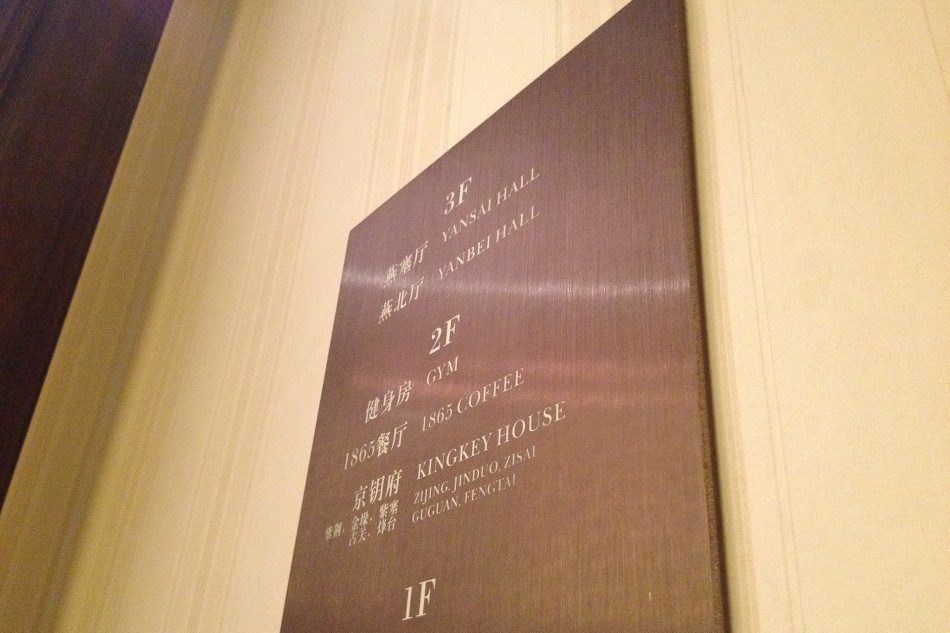 3F
燕塞厅 YANSAI HALL
燕北厅 YANBEI HALL
2F
健身房 GYM
1865餐厅 1865 COFFEE
京钥府 KINGKEY HOUSE
紫荆、金垛、紫塞 ZIJING, JINDUO, ZISAI
古关、烽台 GUGUAN, FENGTAI
1F